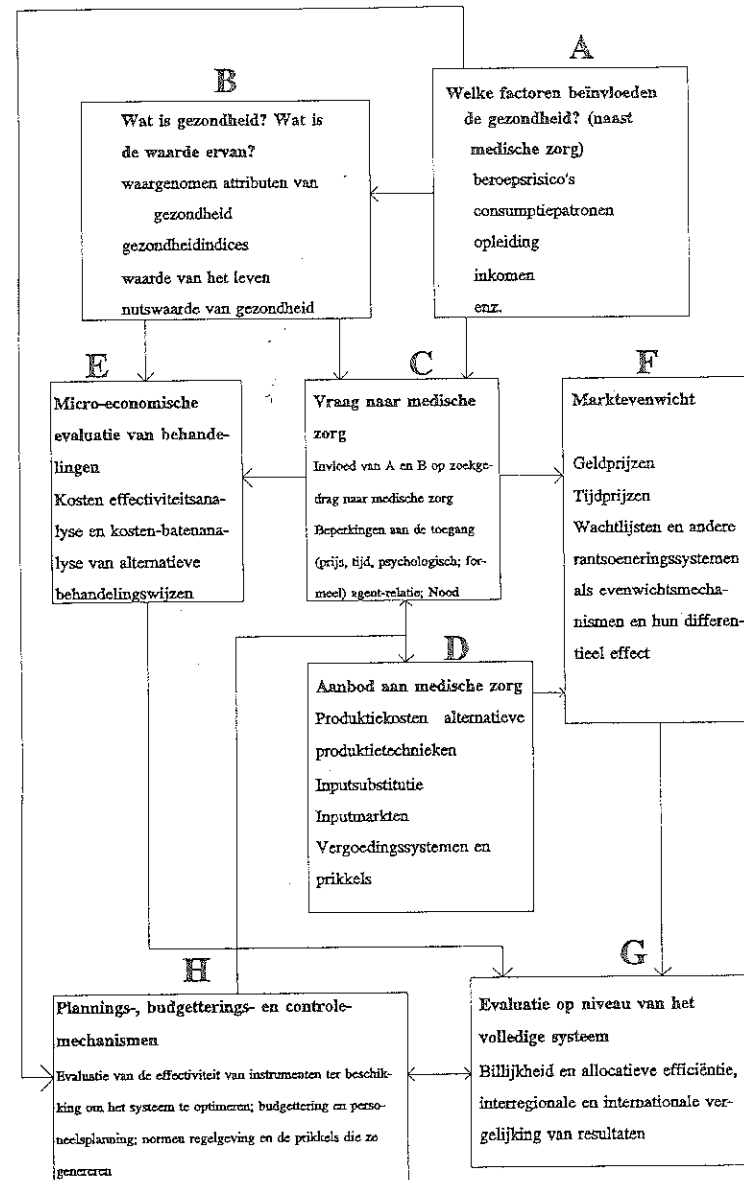 A
Welke factoren beïnvloeden
de gezondheid? (naast
medische zorg)
beroepsrisico's
consumptiepatronen
opleiding
inkomen
enz.
B
Wat is gezondheid? Wat is
de waarde ervan?
waargenomen attributen van
gezondheid
gezondheidindices
waarde van het leven
nutswaarde van gezondheid
E
Micro-economische
evaluatie van behande-
lingen
Kosten effectiviteitsana-
lyse en kosten-batenana-
lyse van alternatieve
behandelingswijzen
C
Vraag naar medische
zorg
Invloed van A en B op zoekge-
drag naar medische zorg
Beperkingen aan de toegang
(prijs, tijd, psychologisch; for-
meel) agent-relatie; Nood
F
Marktevenwicht
Geldprijzen
Tijdprijzen
Wachtlijsten en andere
rantsoeneringssystemen
als evenwichtsmecha-
nismen en hun differen-
tieel effect
D
Aanbod aan medische zorg
Produktiekosten alternatieve
produktietechnieken
Inputsubstitutie
Inputmarkten
Vergoedingssystemen en
prikkels
H
Plannings-, budgetterings- en controle-
mechanismen
Evaluatie van de effectiviteit van instrumenten ter beschik-
king om het systeem te optimeren; budgettering en perso-
neelsplanning; normen regelgeving en de prikkels die ze
genereren
G
Evaluatie op niveau van het
volledige systeem
Billijkheid en allocatieve efficiëntie,
interregionale en internationale ver-
gelijking van resultaten